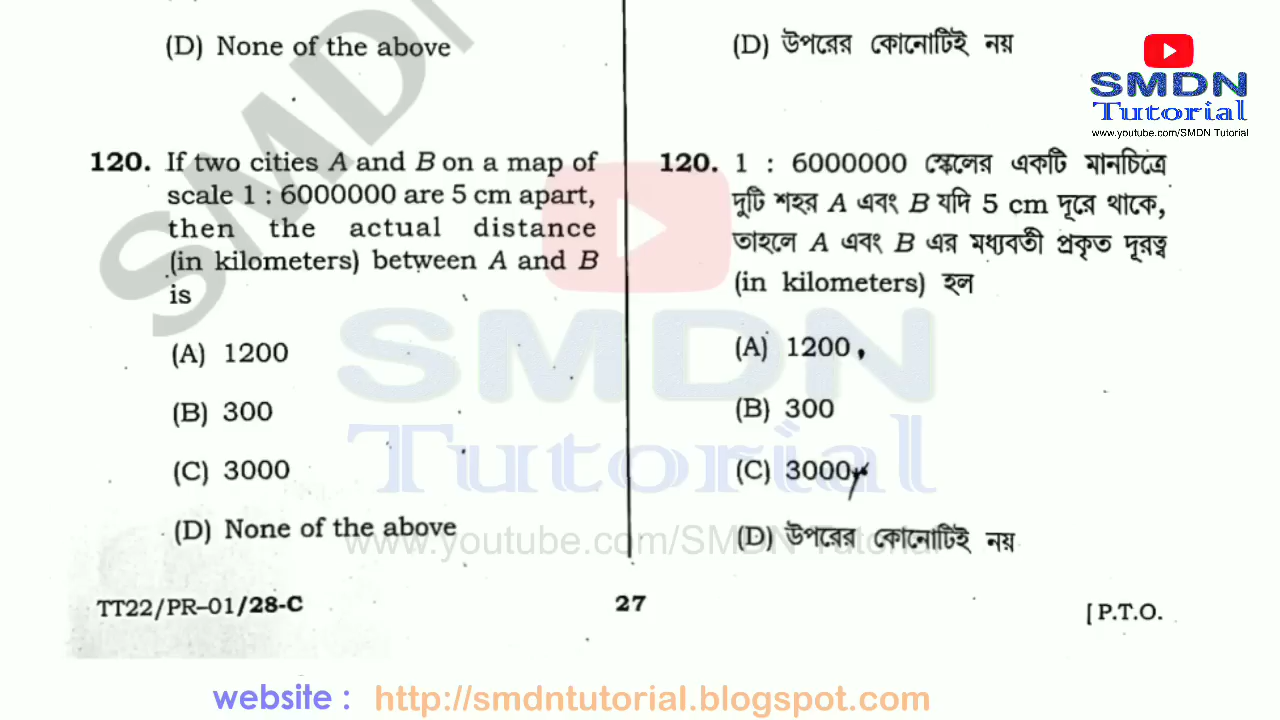 (D) None of the above
120. If two cities A and B on a map of
scale 1 : 6000000 are 5 cm apart,
then the actual distance
(in kilometers) between A and B
is
(A) 1200
(B) 300
(C) 3000
(D) None of the above
(D) উপরের কোনোটিই নয়
120. 1 : 6000000 স্কেলের একটি মানচিত্রে
দুটি শহর A এবং B যদি 5 cm দূরে থাকে,
তাহলে A এবং B এর মধ্যবর্তী প্রকৃত দূরত্ব
(in kilometers) হল
(A) 1200
(B) 300
(C) 3000
(D) উপরের কোনোটিই নয়
TT22/PR–01/28-C
27
[ P.T.O.
SMDN
Tutorial
www.youtube.com/SMDN Tutorial
SMD
SMDN
Tutorial
www.youtube.com/SMDN Tutorial
website : http://smdntutorial.blogspot.com